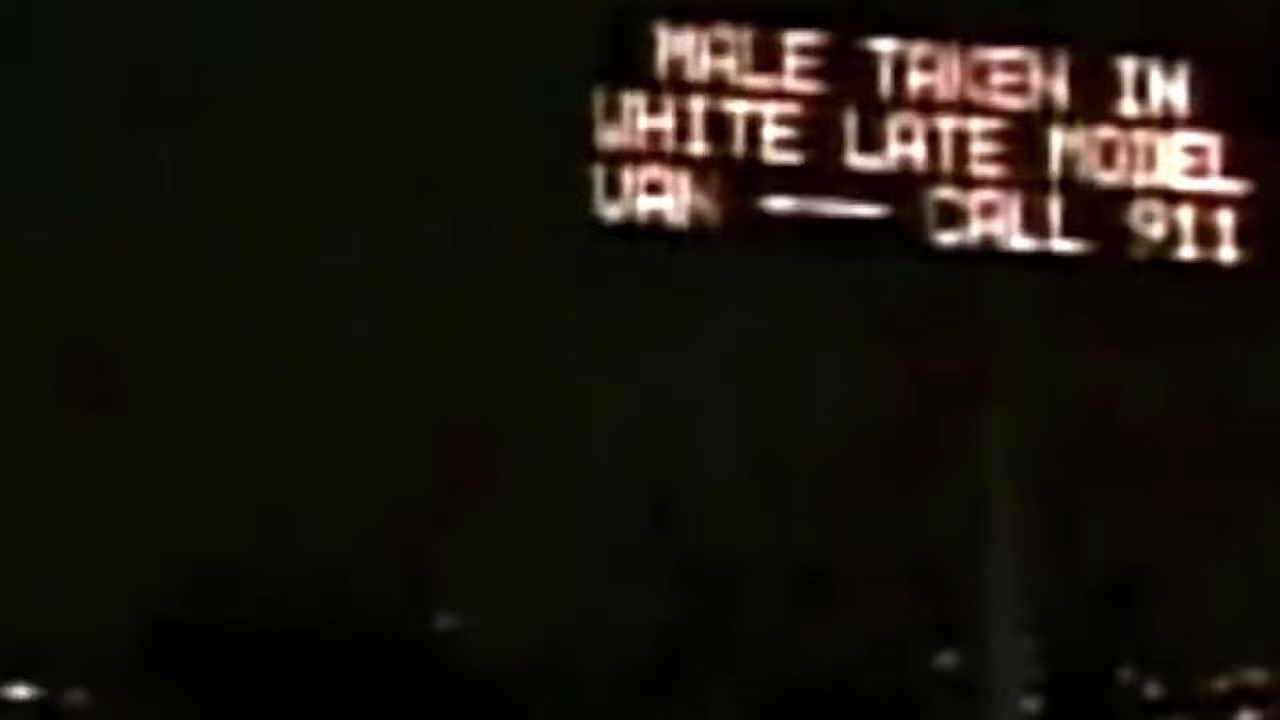 MALE TAKEN IN
WHITE LATE MODEL
VAN — CALL 911